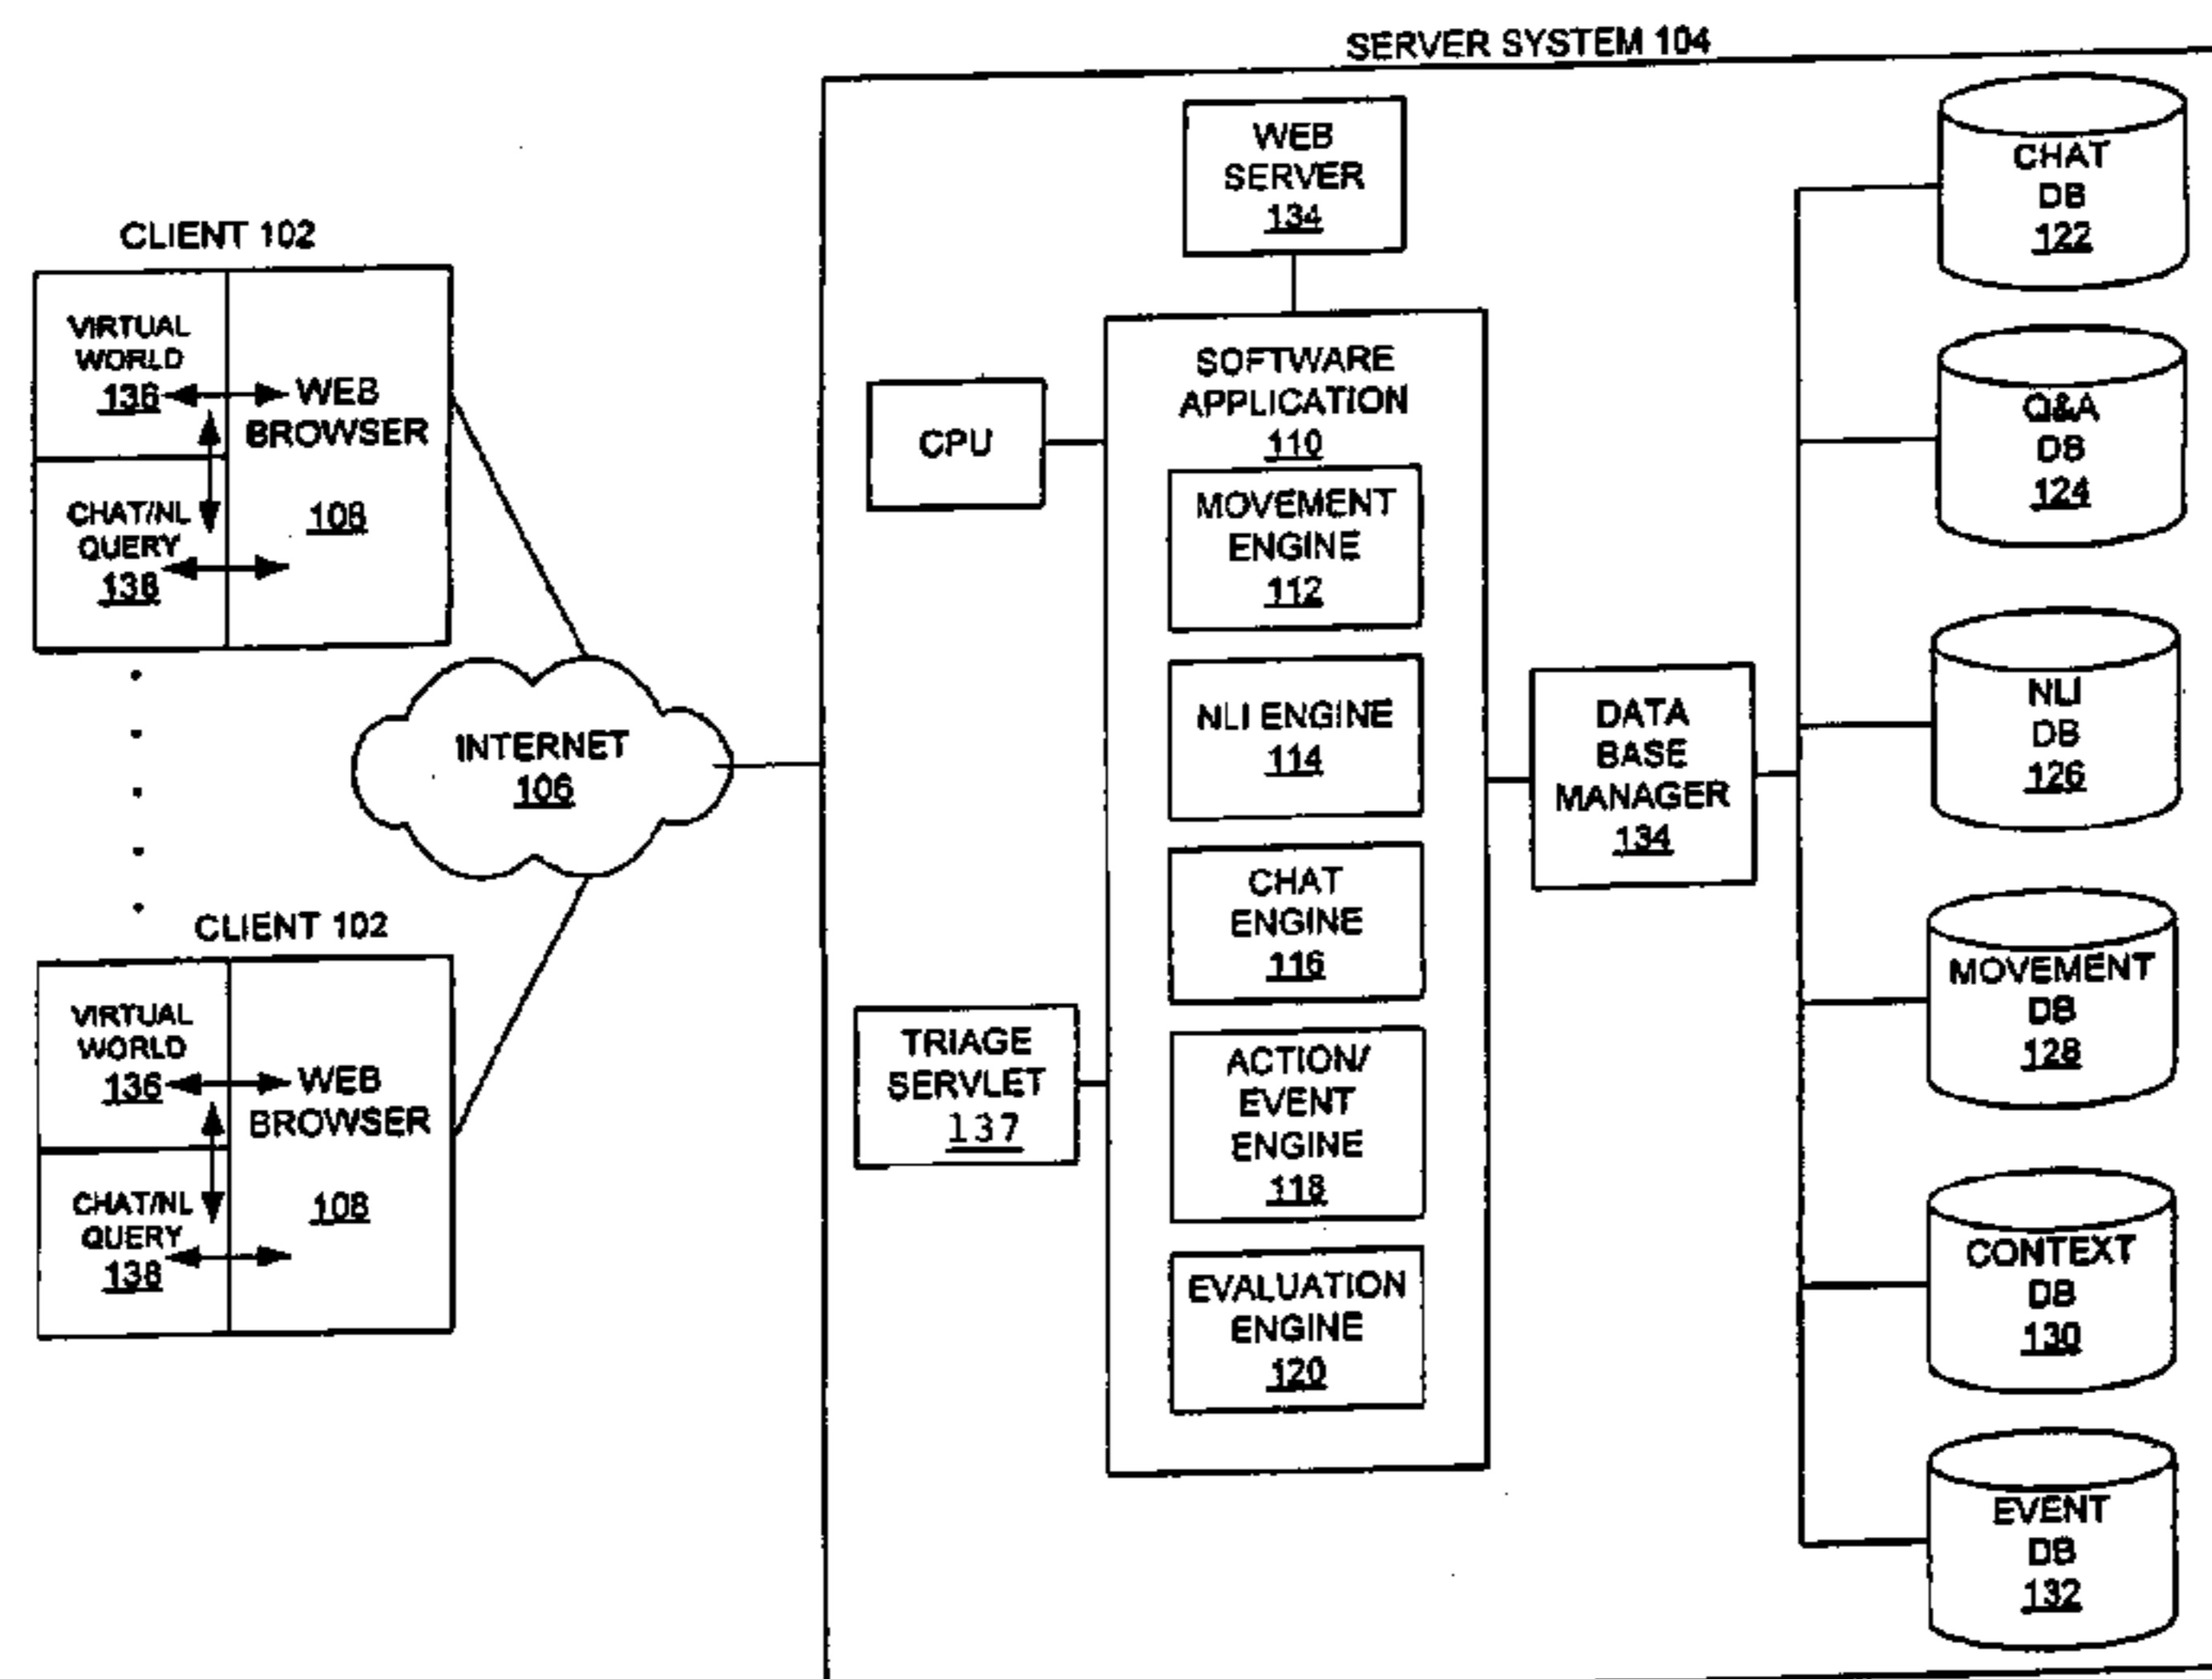 SERVER SYSTEM 104
CLIENT 102
VIRTUAL
WORLD
136
WEB
BROWSER
108
CHAT/NL
QUERY
138
CLIENT 102
VIRTUAL
WORLD
136
WEB
BROWSER
108
CHAT/NL
QUERY
138
INTERNET
106
WEB
SERVER
134
CPU
TRIAGE
SERVLET
137
SOFTWARE
APPLICATION
110
MOVEMENT
ENGINE
112
NLI ENGINE
114
CHAT
ENGINE
116
ACTION/
EVENT
ENGINE
118
EVALUATION
ENGINE
120
DATA
BASE
MANAGER
134
CHAT
DB
122
Q&A
DB
124
NLI
DB
126
MOVEMENT
DB
128
CONTEXT
DB
130
EVENT
DB
132